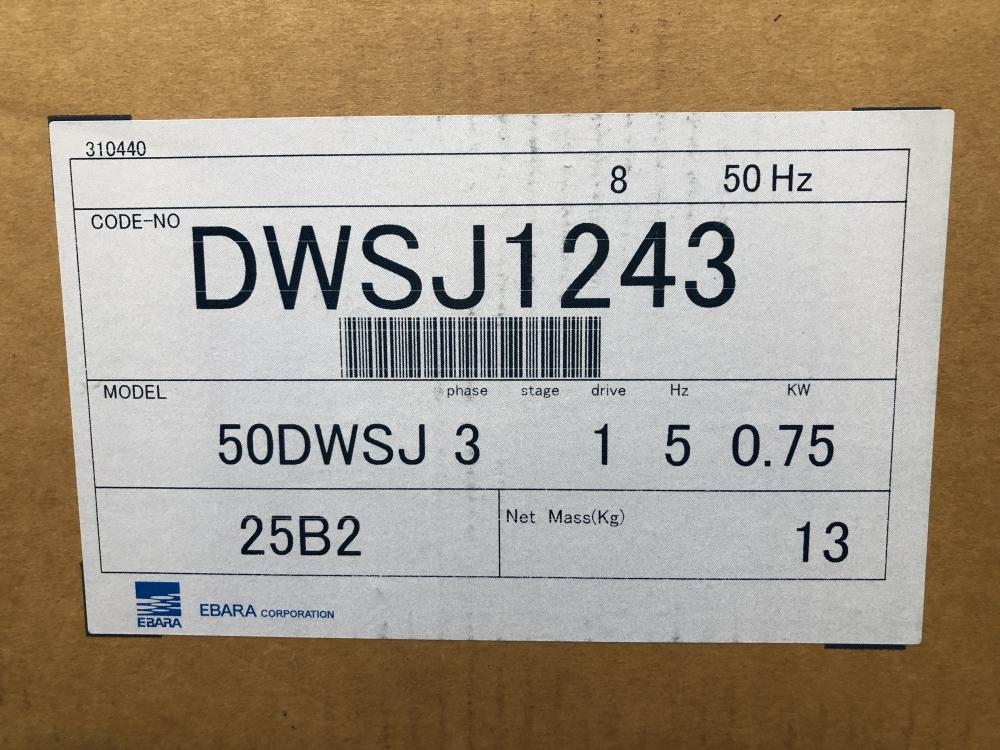 310440
8 50 Hz
CODE-NO DWSJ1243
MODEL phase stage drive Hz KW
50DWSJ 3 1 5 0.75
25B2 Net Mass(Kg) 13
EBARA EBARA CORPORATION